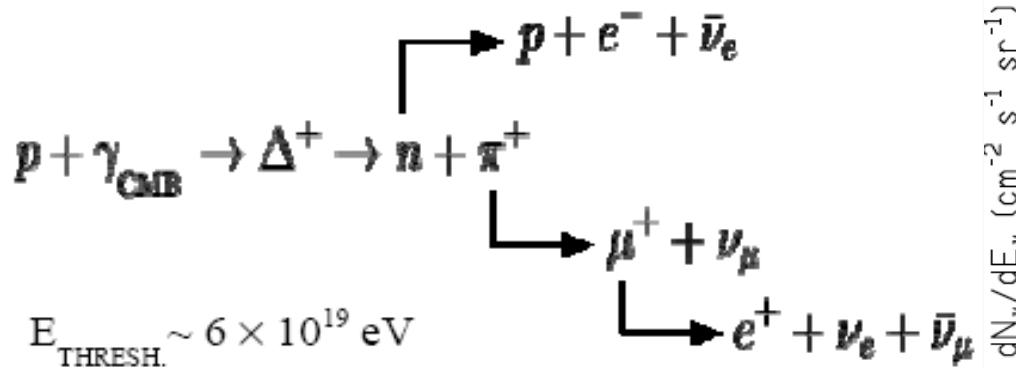 p + e⁻ + ν̄ₑ
p + γ_CMB → Δ⁺ → n + π⁺
μ⁺ + ν_μ
E_THRESH. ~ 6 × 10¹⁹ eV
e⁺ + νₑ + ν̄_μ
dN_ν/dE_ν (cm⁻² s⁻¹ sr⁻¹)